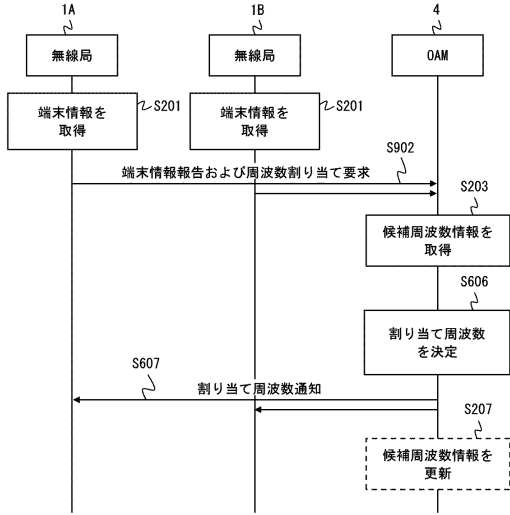 1A
1B
4
無線局
無線局
OAM
端末情報を
取得
S201
端末情報を
取得
S201
S902
端末情報報告および周波数割り当て要求
S203
候補周波数情報を
取得
S606
割り当て周波数
を決定
S607
割り当て周波数通知
S207
候補周波数情報を
更新